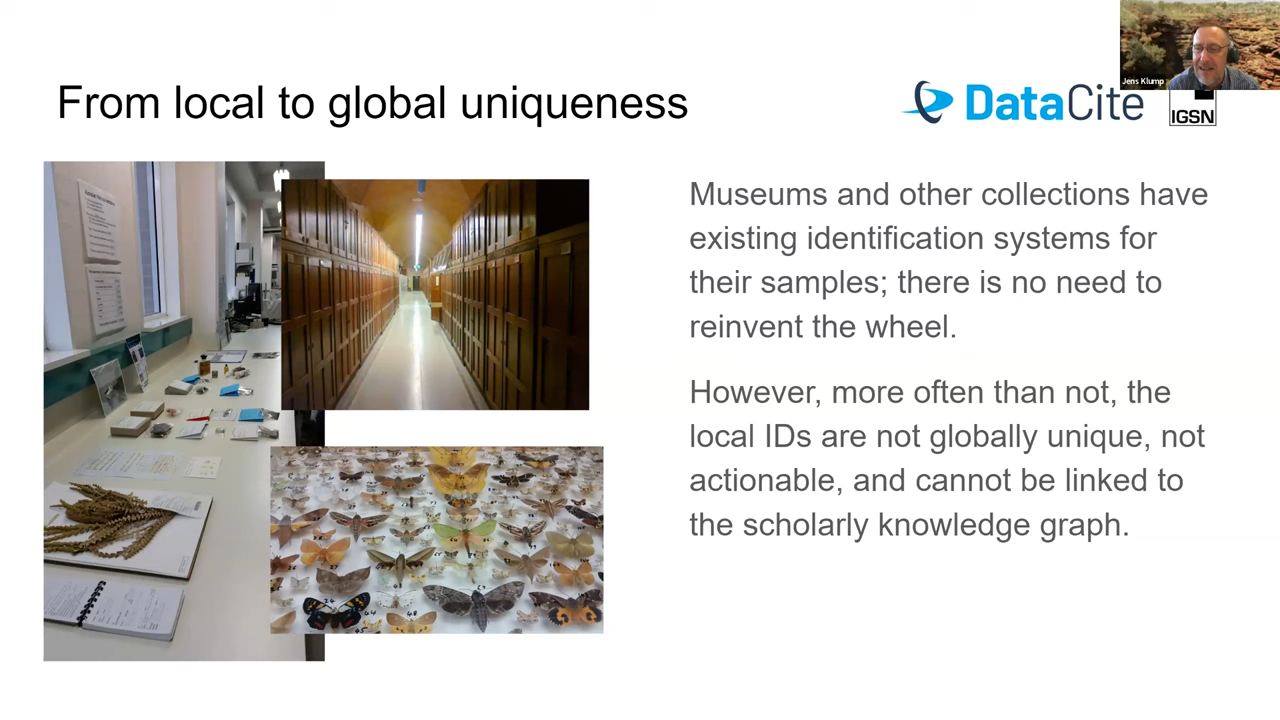 Jens Klump
From local to global uniqueness
DataCite
IGSN
Museums and other collections have
existing identification systems for
their samples; there is no need to
reinvent the wheel.
However, more often than not, the
local IDs are not globally unique, not
actionable, and cannot be linked to
the scholarly knowledge graph.